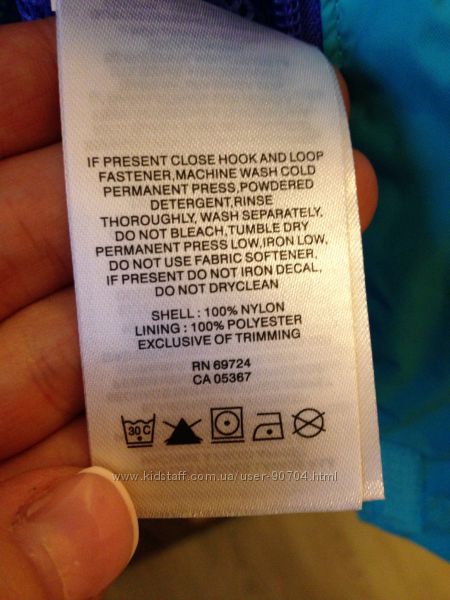 IF PRESENT CLOSE HOOK AND LOOP
FASTENER,MACHINE WASH COLD
PERMANENT PRESS,POWDERED
DETERGENT,RINSE
THOROUGHLY, WASH SEPARATELY,
DO NOT BLEACH,TUMBLE DRY
PERMANENT PRESS LOW,IRON LOW,
DO NOT USE FABRIC SOFTENER,
IF PRESENT DO NOT IRON DECAL,
DO NOT DRYCLEAN
SHELL : 100% NYLON
LINING : 100% POLYESTER
EXCLUSIVE OF TRIMMING
RN 69724
CA 05367
30 C
www.kidstaff.com.ua/user-90704.html